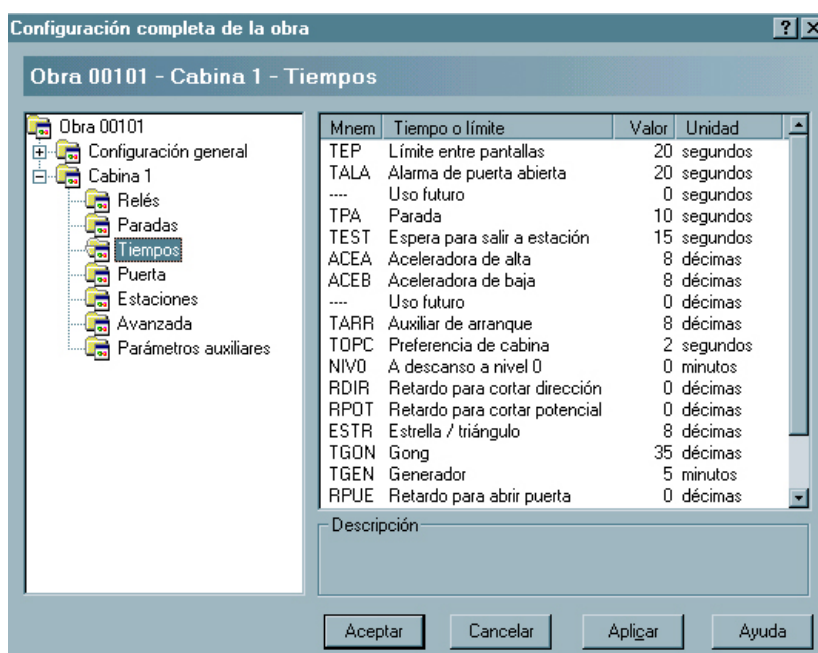 Configuración completa de la obra
Obra 00101 - Cabina 1 - Tiempos
Obra 00101
Configuración general
Cabina 1
Relés
Paradas
Tiempos
Puerta
Estaciones
Avanzada
Parámetros auxiliares
Mnem Tiempo o límite Valor Unidad
TEP Límite entre pantallas 20 segundos
TALA Alarma de puerta abierta 20 segundos
---- Uso futuro 0 segundos
TPA Parada 10 segundos
TEST Espera para salir a estación 15 segundos
ACEA Aceleradora de alta 8 décimas
ACEB Aceleradora de baja 8 décimas
---- Uso futuro 0 décimas
TARR Auxiliar de arranque 8 décimas
TOPC Preferencia de cabina 2 segundos
NIV0 A descanso a nivel 0 0 minutos
RDIR Retardo para cortar dirección 0 décimas
RPOT Retardo para cortar potencial 0 décimas
ESTR Estrella / triángulo 8 décimas
TGON Gong 35 décimas
TGEN Generador 5 minutos
RPUE Retardo para abrir puerta 0 décimas
Descripción
Aceptar Cancelar Aplicar Ayuda